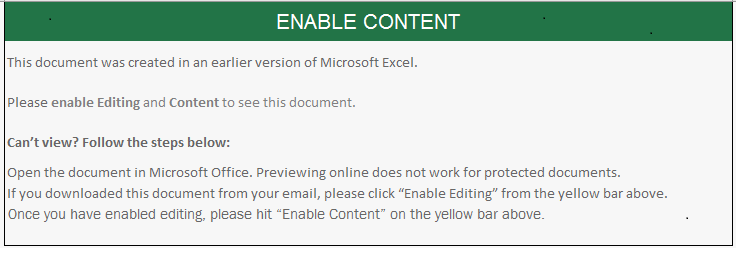 ENABLE CONTENT
This document was created in an earlier version of Microsoft Excel.
Please enable Editing and Content to see this document.
Can’t view? Follow the steps below:
Open the document in Microsoft Office. Previewing online does not work for protected documents.
If you downloaded this document from your email, please click “Enable Editing” from the yellow bar above.
Once you have enabled editing, please hit “Enable Content” on the yellow bar above.